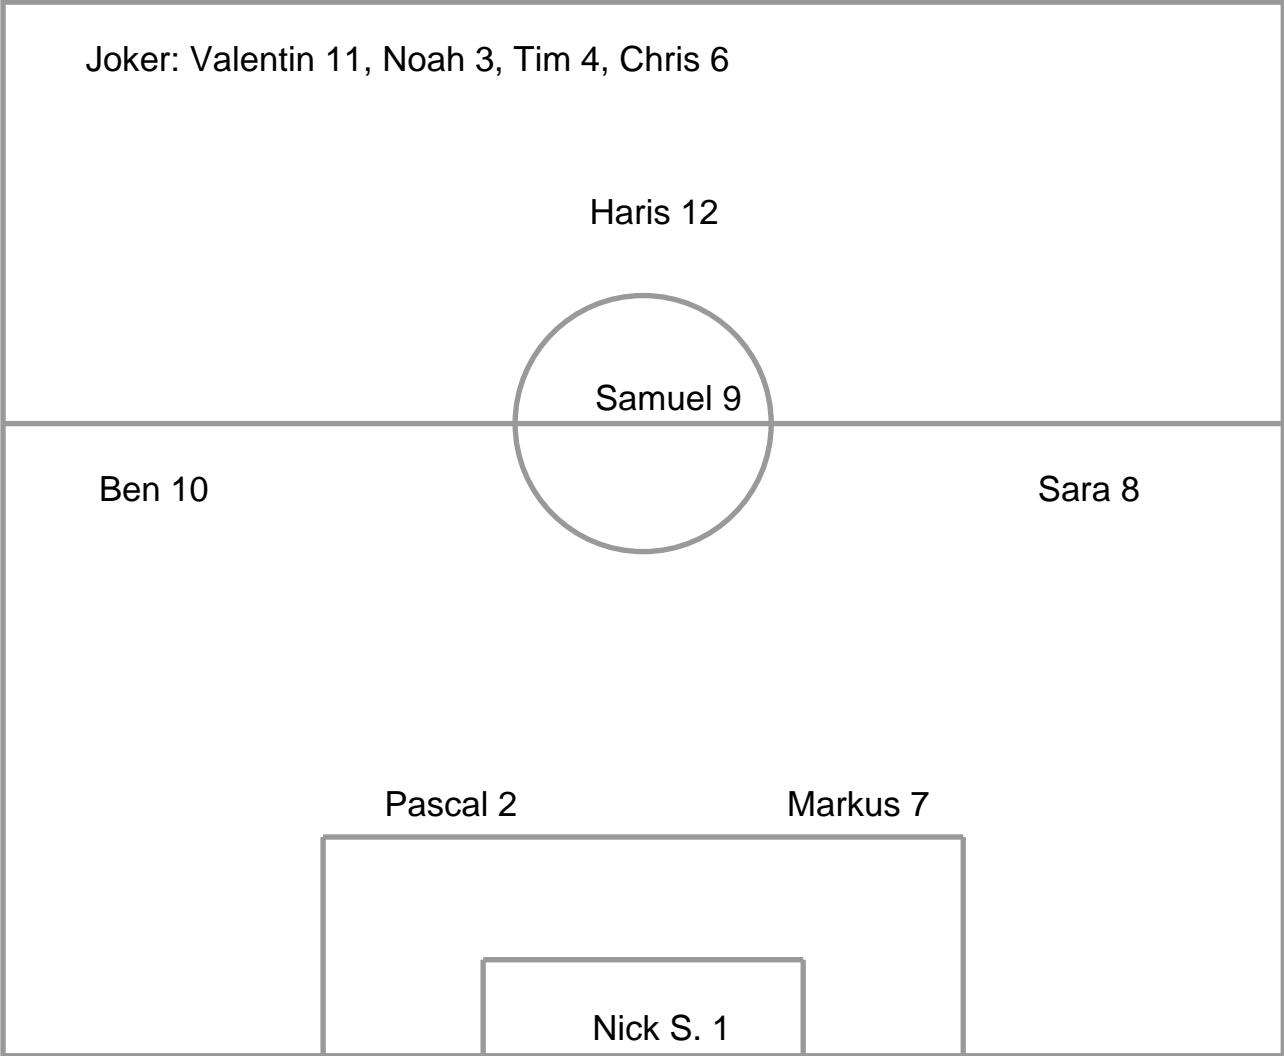 Joker: Valentin 11, Noah 3, Tim 4, Chris 6
Haris 12
Samuel 9
Ben 10
Sara 8
Pascal 2
Markus 7
Nick S. 1